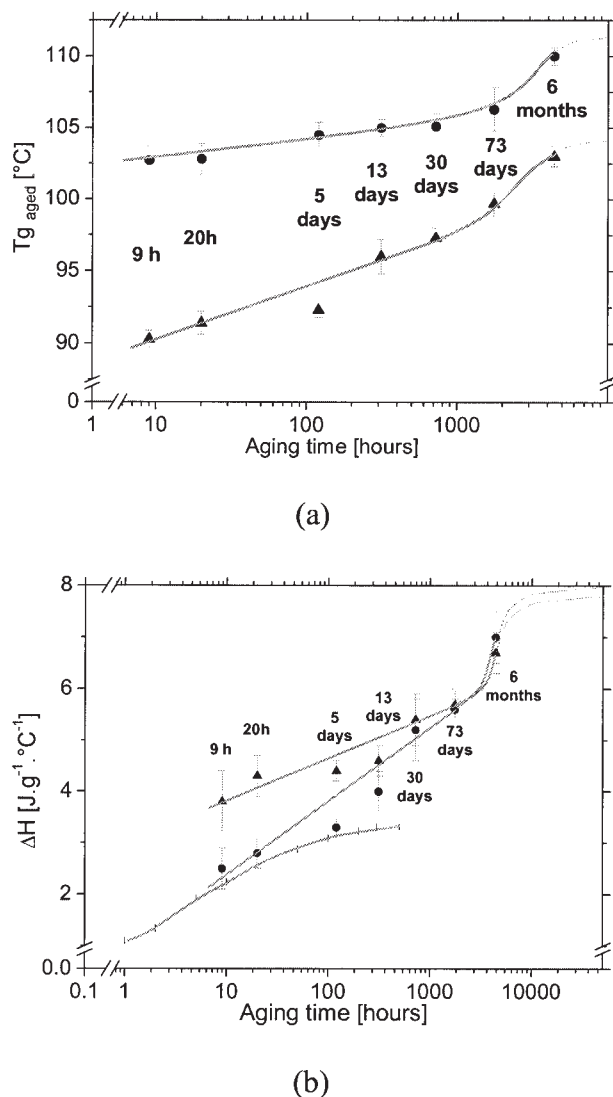 110
105
100
95
90
0
Tg aged [°C]
6
months
73
days
30
days
13
days
5
days
20h
9 h
1
10
100
1000
Aging time [hours]
(a)
8
6
4
2
0.0
ΔH [J.g⁻¹.°C⁻¹]
9 h
20h
5
days
13
days
30
days
73
days
6
months
0.1
1
10
100
1000
10000
Aging time [hours]
(b)